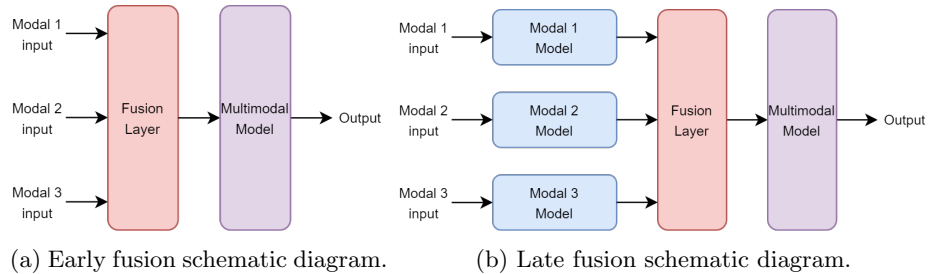 Modal 1
input
Modal 2
input
Modal 3
input
Fusion
Layer
Multimodal
Model
Output
(a) Early fusion schematic diagram.
Modal 1
input
Modal 2
input
Modal 3
input
Modal 1
Model
Modal 2
Model
Modal 3
Model
Fusion
Layer
Multimodal
Model
Output
(b) Late fusion schematic diagram.